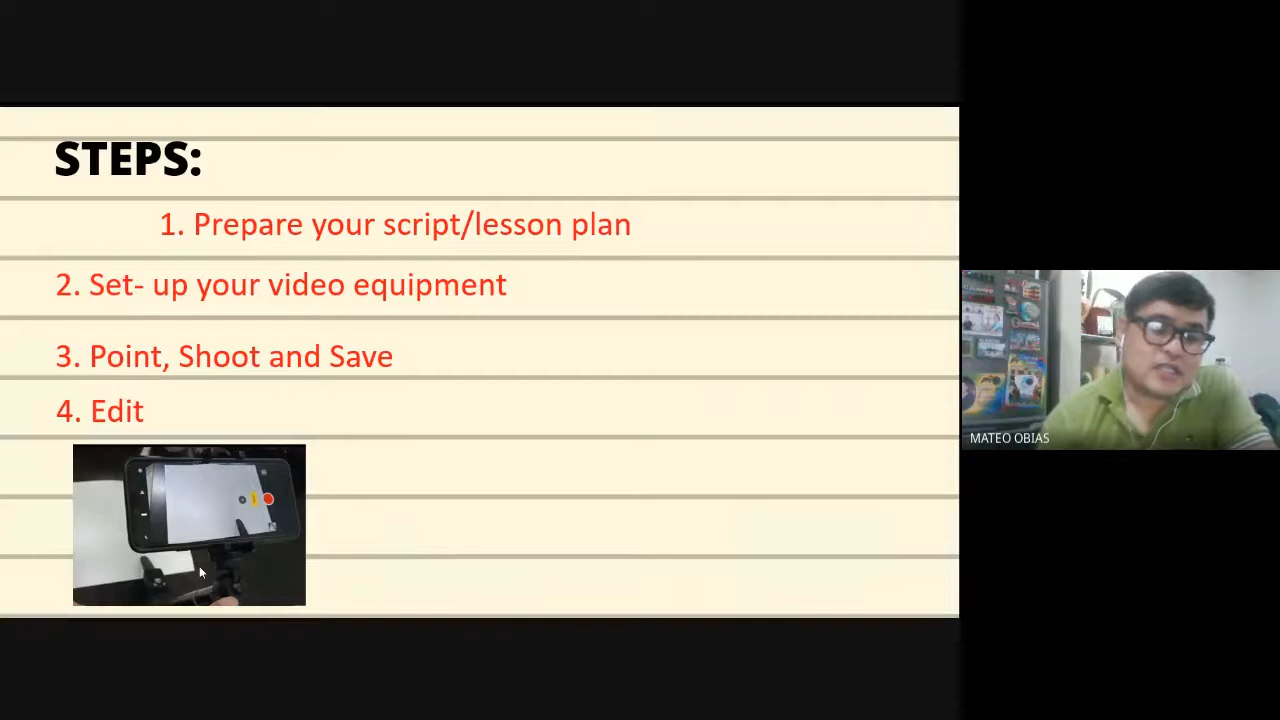 STEPS:
1. Prepare your script/lesson plan
2. Set- up your video equipment
3. Point, Shoot and Save
4. Edit
MATEO OBIAS